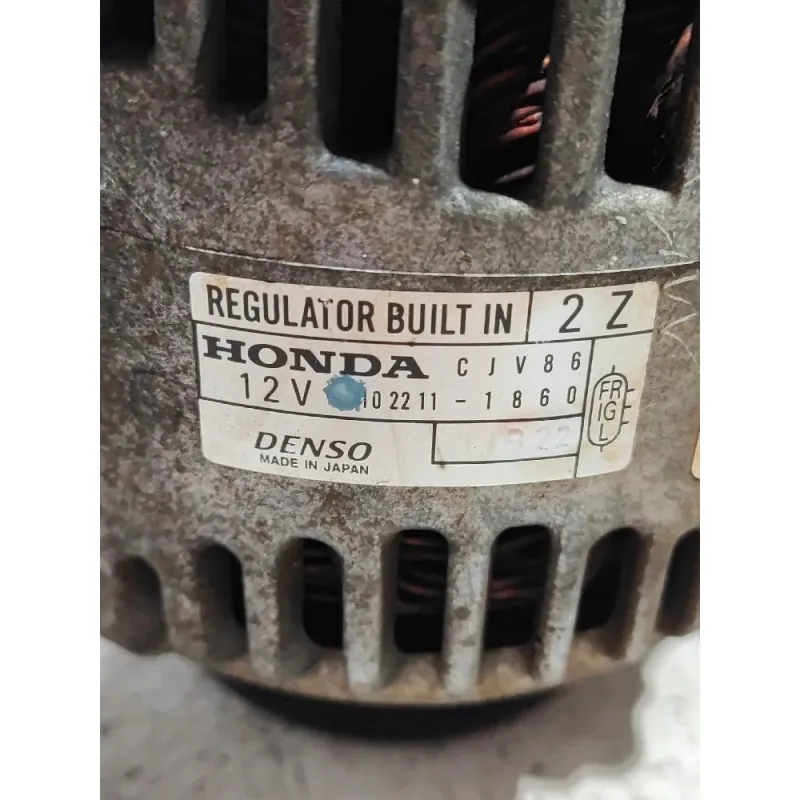 REGULATOR BUILT IN 2 Z
HONDA CJV86
12V 102211-1860
DENSO
MADE IN JAPAN
FR
IG
L